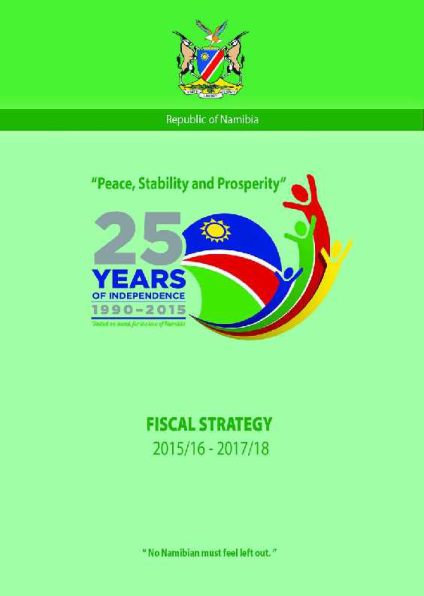 Republic of Namibia
"Peace, Stability and Prosperity"
25
YEARS
OF INDEPENDENCE
1990-2015
FISCAL STRATEGY
2015/16 - 2017/18
" No Namibian must feel left out. "